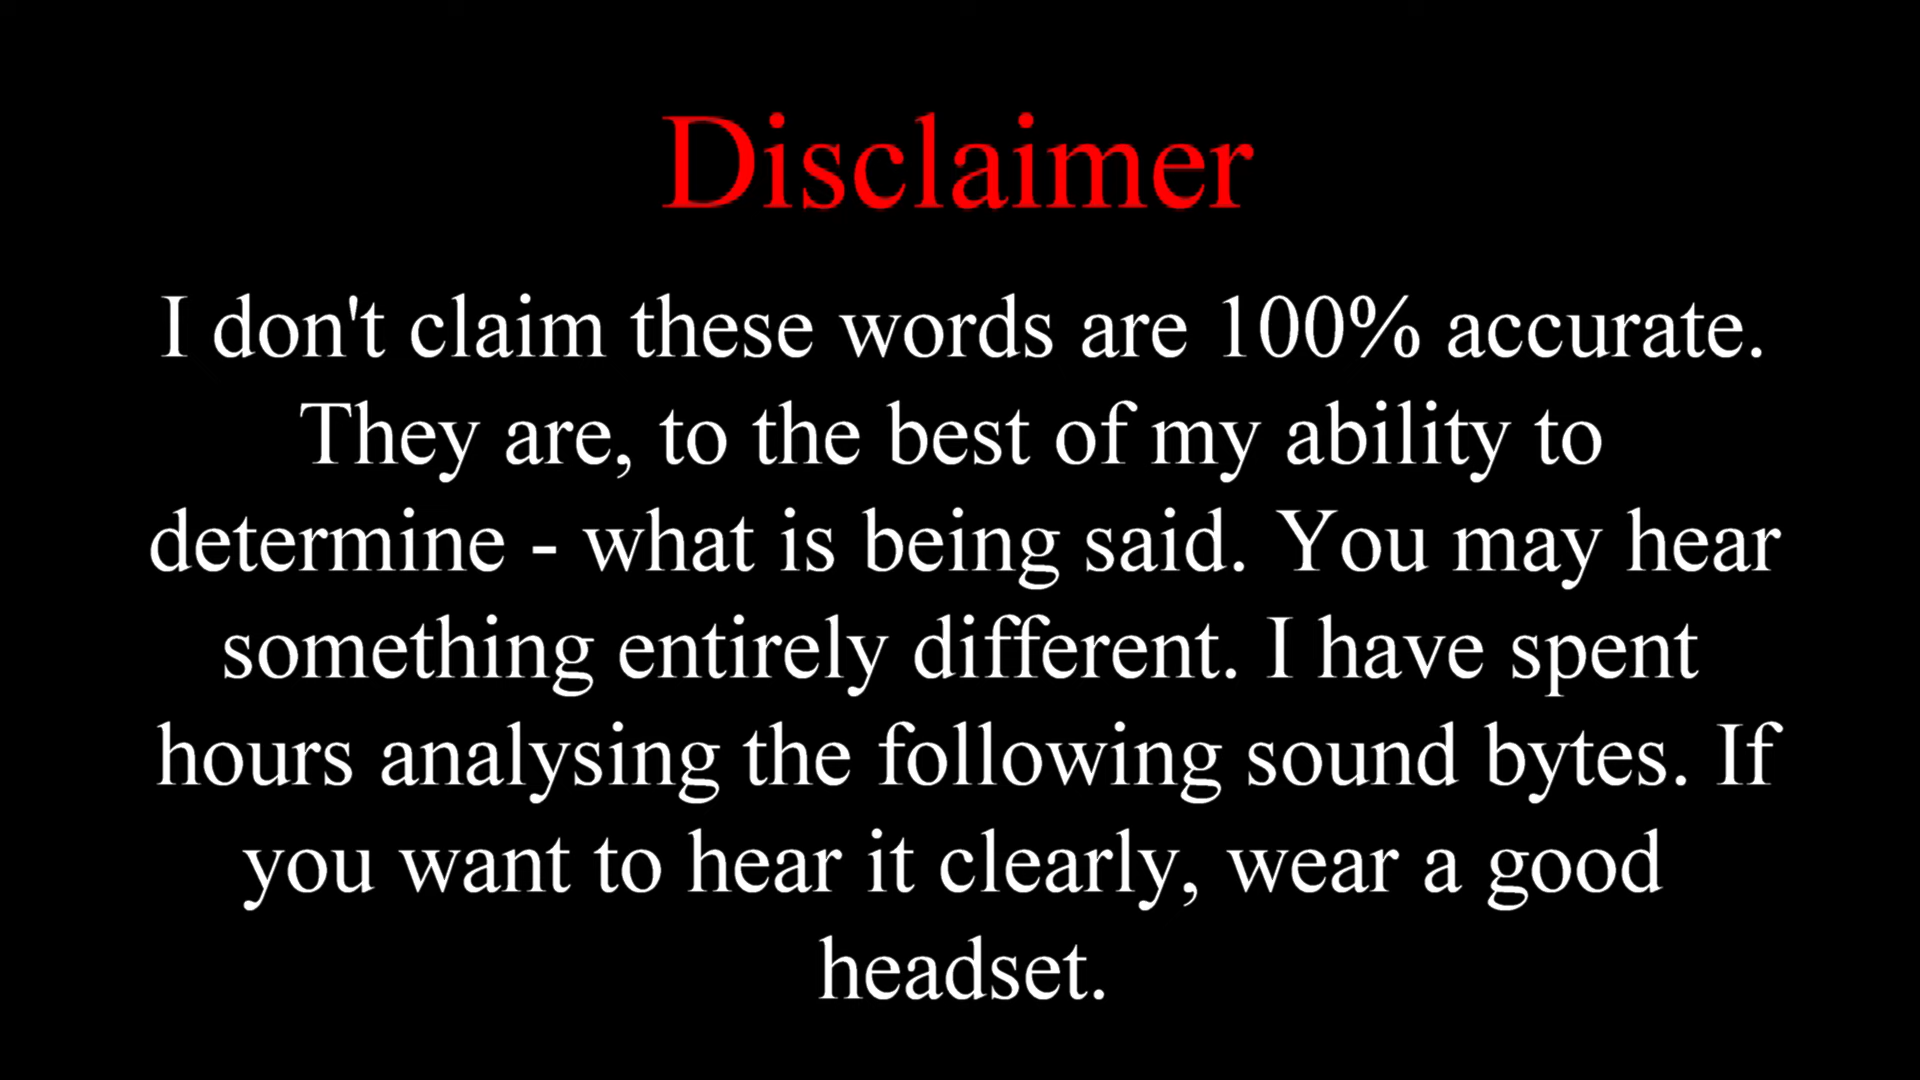 Disclaimer
I don't claim these words are 100% accurate.
They are, to the best of my ability to
determine - what is being said. You may hear
something entirely different. I have spent
hours analysing the following sound bytes. If
you want to hear it clearly, wear a good
headset.